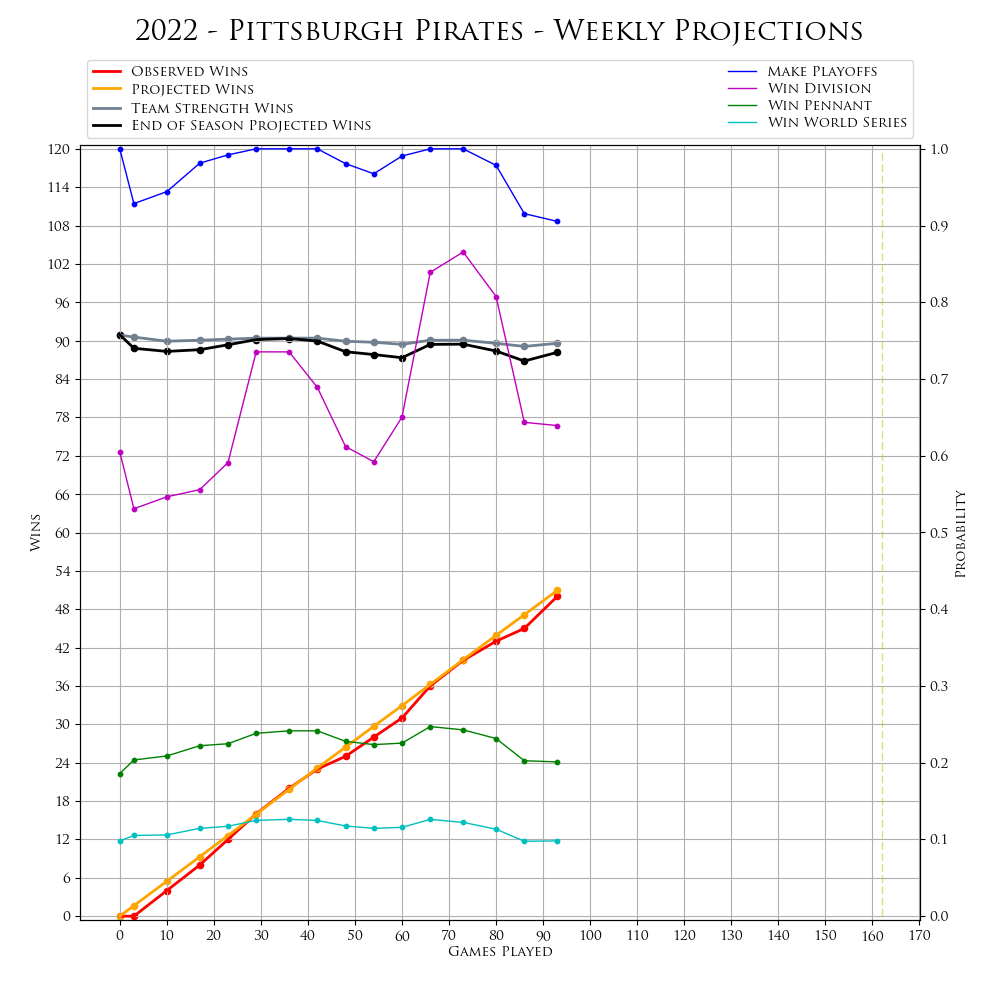 2022 - Pittsburgh Pirates - Weekly Projections
Observed Wins
Projected Wins
Team Strength Wins
End of Season Projected Wins
Make Playoffs
Win Division
Win Pennant
Win World Series
120
114
108
102
96
90
84
78
72
66
60
54
48
42
36
30
24
18
12
6
0
Wins
1.0
0.9
0.8
0.7
0.6
0.5
0.4
0.3
0.2
0.1
0.0
Probability
0 10 20 30 40 50 60 70 80 90 100 110 120 130 140 150 160 170
Games Played